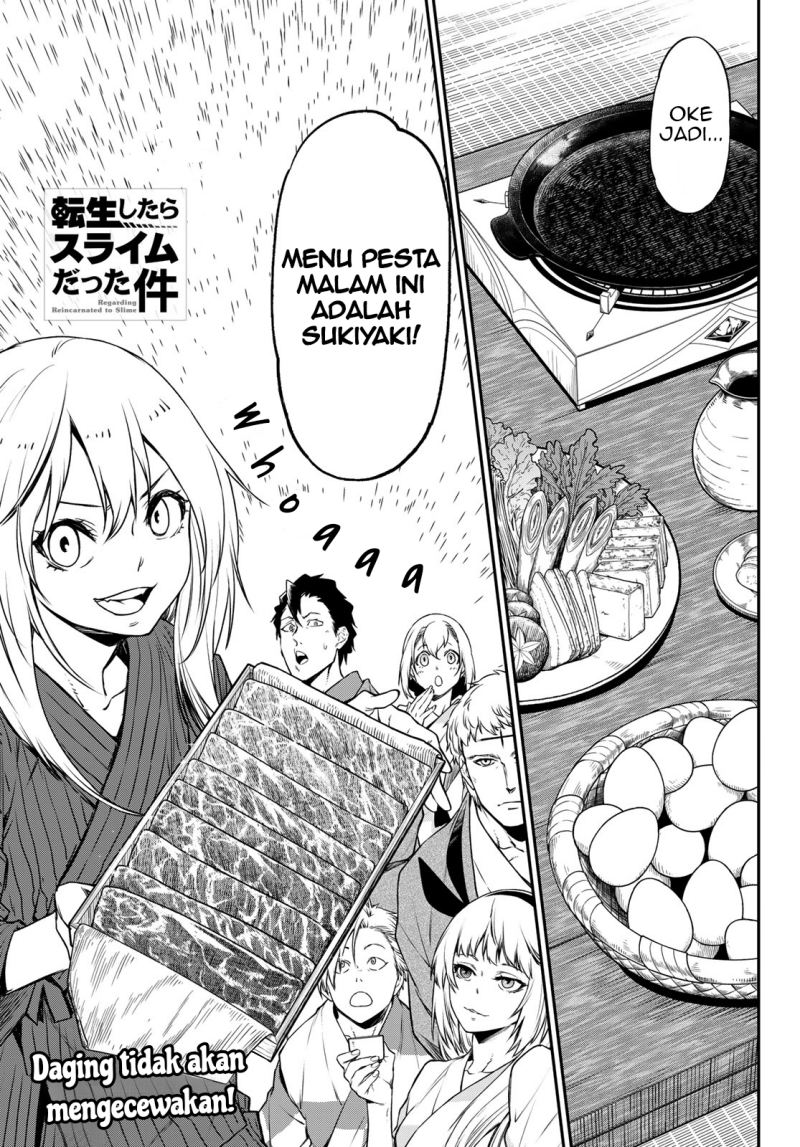 OKE
JADI...
MENU PESTA
MALAM INI
ADALAH
SUKIYAKI!
転生したら
スライム
だった件
Regarding
Reincarnated to Slime
Whoaaa
Daging tidak akan
mengecewakan!